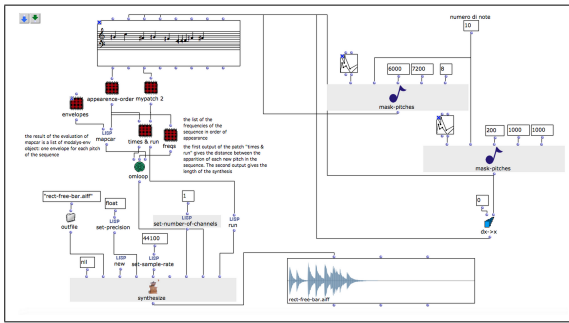 numero di note
10
6000
7200
8
mask-pitches
appearence-order
mypatch 2
envelopes
LISP
mapcar
times & run
freqs
the list of the
frequencies of the
sequence in order of
appearance
the result of the evaluation of
mapcar is a list of modalys-env
object: one envelope for each pitch
of the sequence
the first output of the patch "times &
run" gives the distance between the
apparition of each new pitch in the
sequence. The second output gives the
length of the synthesis
omloop
200
1000
1000
mask-pitches
0
dx->x
"rect-free-bar.aiff"
float
1
outfile
LISP
set-precision
LISP
set-number-of-channels
LISP
run
44100
nil
LISP
new
LISP
set-sample-rate
synthesize
rect-free-bar.aiff